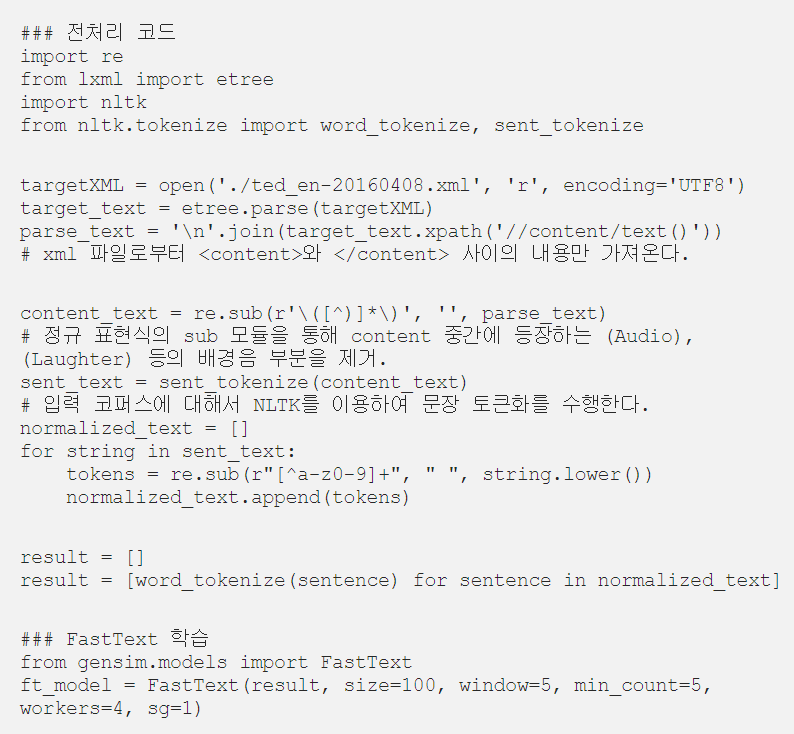 ### 전처리 코드
import re
from lxml import etree
import nltk
from nltk.tokenize import word_tokenize, sent_tokenize
targetXML = open('./ted_en-20160408.xml', 'r', encoding='UTF8')
target_text = etree.parse(targetXML)
parse_text = '\n'.join(target_text.xpath('//content/text()'))
# xml 파일로부터 <content>와 </content> 사이의 내용만 가져온다.
content_text = re.sub(r'\([^)]*\)', '', parse_text)
# 정규 표현식의 sub 모듈을 통해 content 중간에 등장하는 (Audio),
(Laughter) 등의 배경음 부분을 제거.
sent_text = sent_tokenize(content_text)
# 입력 코퍼스에 대해서 NLTK를 이용하여 문장 토큰화를 수행한다.
normalized_text = []
for string in sent_text:
    tokens = re.sub(r"[^a-z0-9]+", " ", string.lower())
    normalized_text.append(tokens)
result = []
result = [word_tokenize(sentence) for sentence in normalized_text]
### FastText 학습
from gensim.models import FastText
ft_model = FastText(result, size=100, window=5, min_count=5,
workers=4, sg=1)